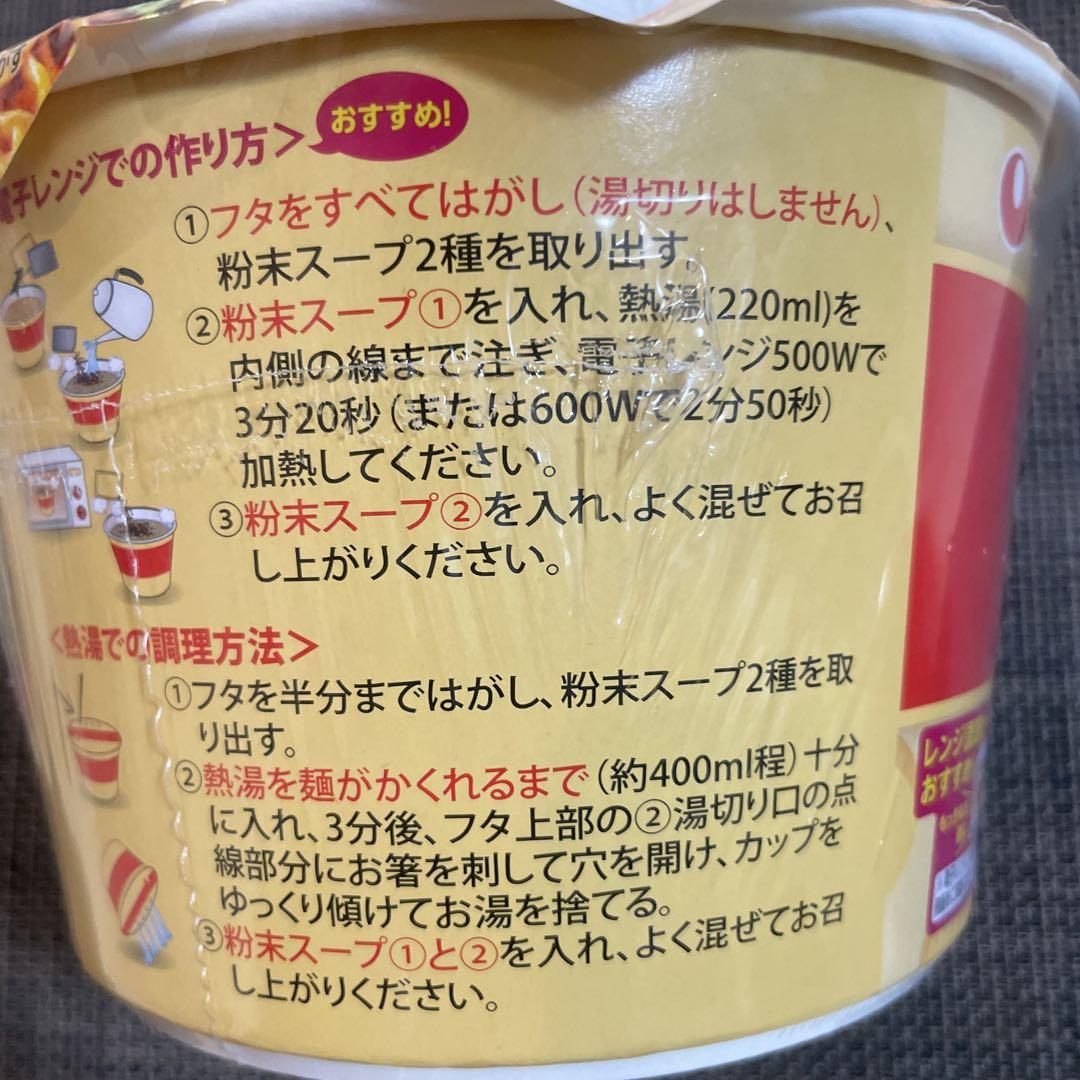 おすすめ!
電子レンジでの作り方>
①フタをすべてはがし(湯切りはしません)、
粉末スープ2種を取り出す。
②粉末スープ①を入れ、熱湯(220ml)を
内側の線まで注ぎ、電子レンジ500Wで
3分20秒(または600Wで2分50秒)
加熱してください。
③粉末スープ②を入れ、よく混ぜてお召
し上がりください。
<熱湯での調理方法>
①フタを半分まではがし、粉末スープ2種を取
り出す。
②熱湯を麺がかくれるまで(約400ml程)十分
に入れ、3分後、フタ上部の②湯切り口の点
線部分にお箸を刺して穴を開け、カップを
ゆっくり傾けてお湯を捨てる。
③粉末スープ①と②を入れ、よく混ぜてお召
し上がりください。
レンジ
おすすめ